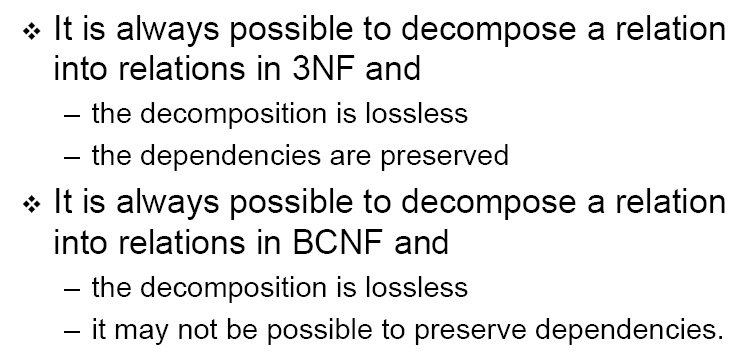 ❖ It is always possible to decompose a relation
into relations in 3NF and
– the decomposition is lossless
– the dependencies are preserved
❖ It is always possible to decompose a relation
into relations in BCNF and
– the decomposition is lossless
– it may not be possible to preserve dependencies.